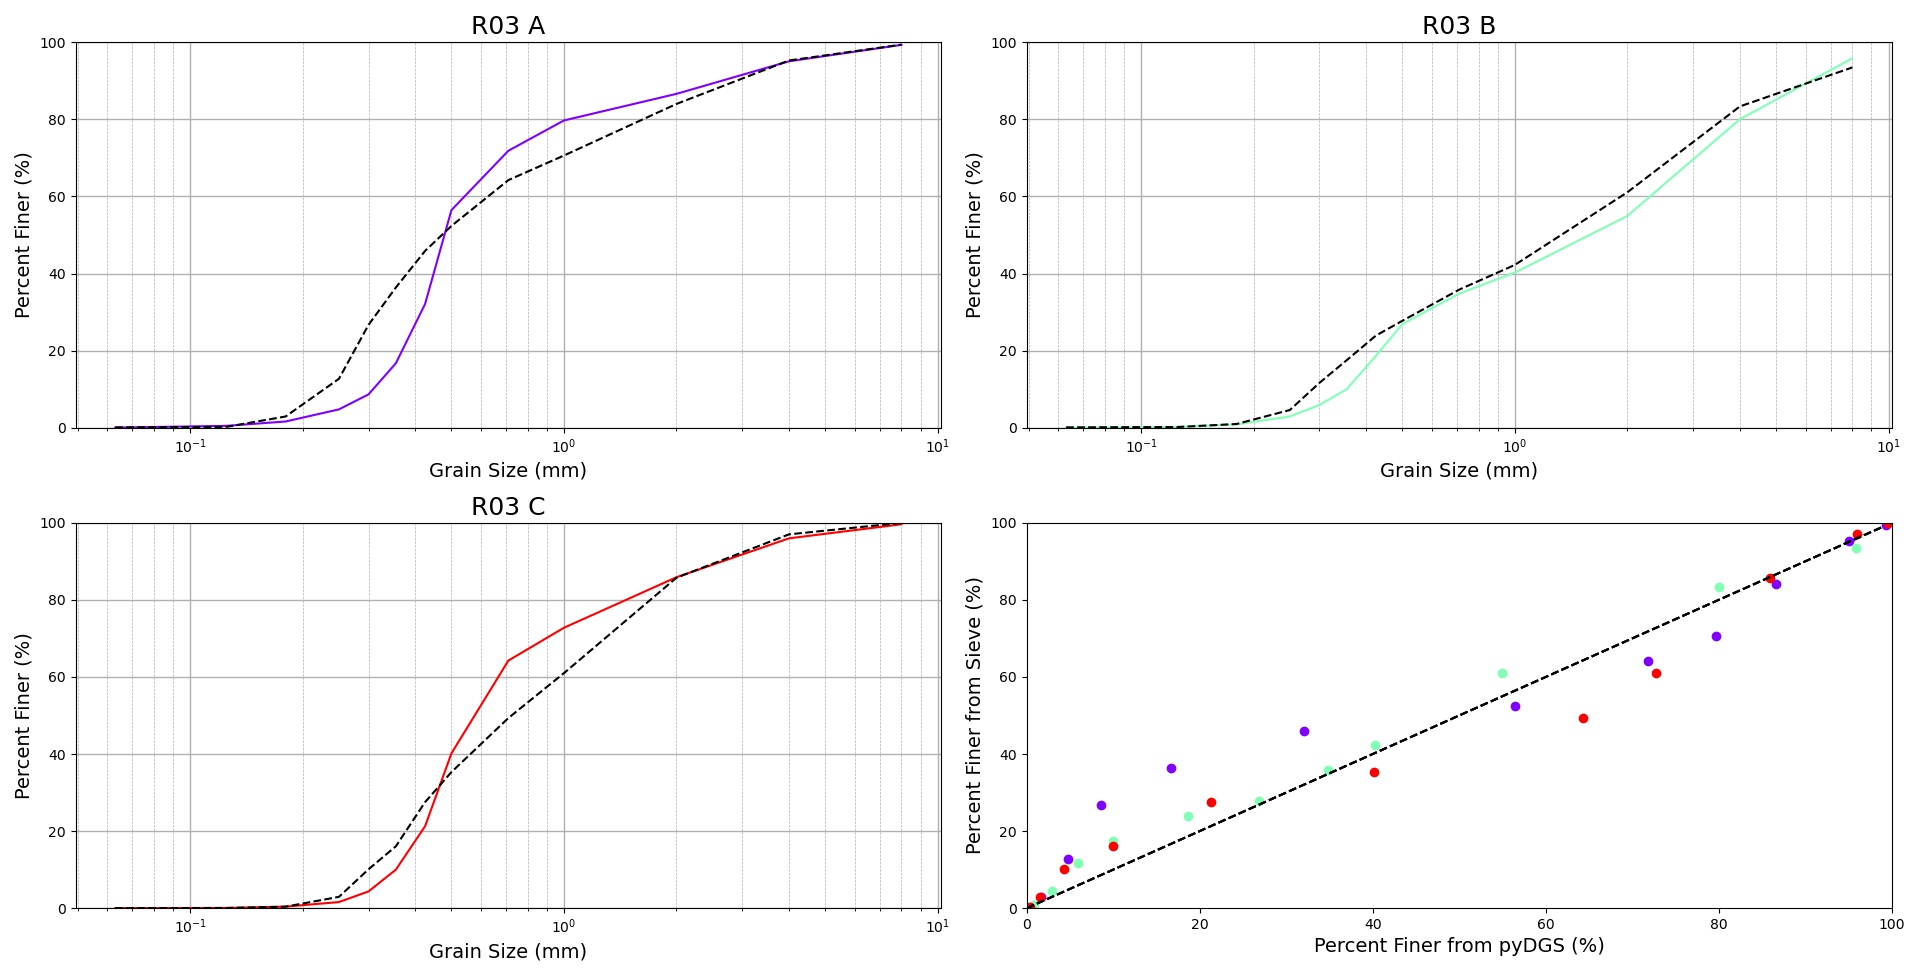 R03 A
100
80
60
40
20
0
Percent Finer (%)
10⁻¹ 10⁰ 10¹
Grain Size (mm)
R03 B
100
80
60
40
20
0
Percent Finer (%)
10⁻¹ 10⁰ 10¹
Grain Size (mm)
R03 C
100
80
60
40
20
0
Percent Finer (%)
10⁻¹ 10⁰ 10¹
Grain Size (mm)
100
80
60
40
20
0
Percent Finer from Sieve (%)
0 20 40 60 80 100
Percent Finer from pyDGS (%)